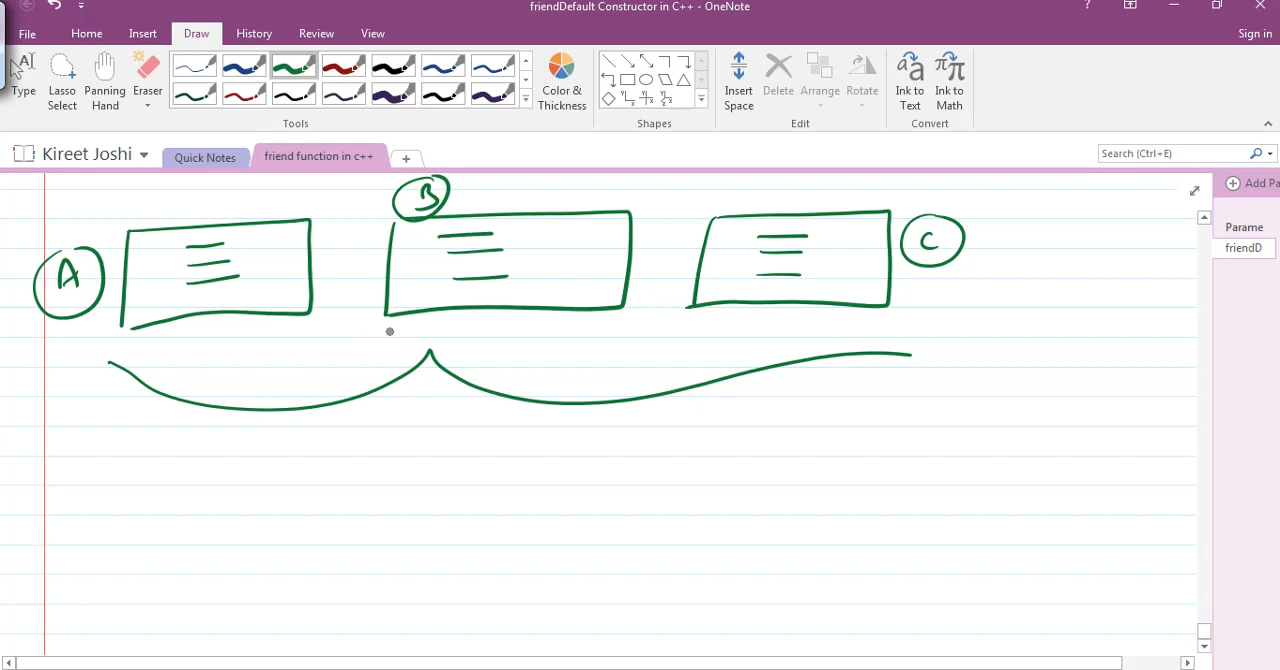 friendDefault Constructor in C++ - OneNote
?
File Home Insert Draw History Review View
Sign in
Type
Lasso Select
Panning Hand
Eraser
Color & Thickness
Insert Space
Delete
Arrange
Rotate
Ink to Text
Ink to Math
Tools
Shapes
Edit
Convert
Kireet Joshi
Quick Notes
friend function in c++
Search (Ctrl+E)
Add Pa
Parame
friendD
A
B
C